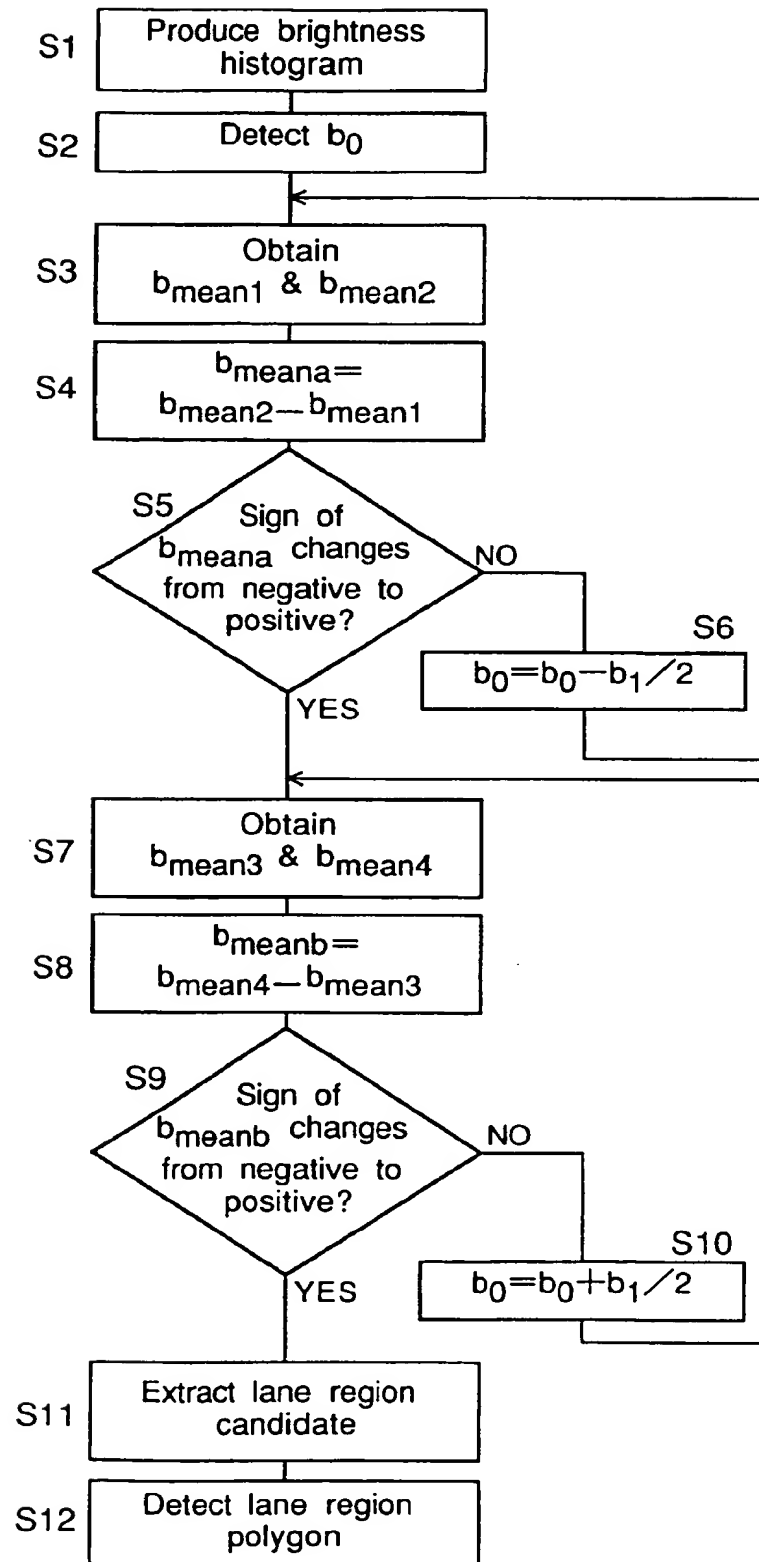 S1
Produce brightness
histogram
S2
Detect b0
S3
Obtain
bmean1 & bmean2
S4
bmeana=
bmean2—bmean1
S5
Sign of
bmeana changes
from negative to
positive?
NO
S6
b0=b0—b1/2
YES
S7
Obtain
bmean3 & bmean4
S8
bmeanb=
bmean4—bmean3
S9
Sign of
bmeanb changes
from negative to
positive?
NO
S10
b0=b0+b1/2
YES
S11
Extract lane region
candidate
S12
Detect lane region
polygon